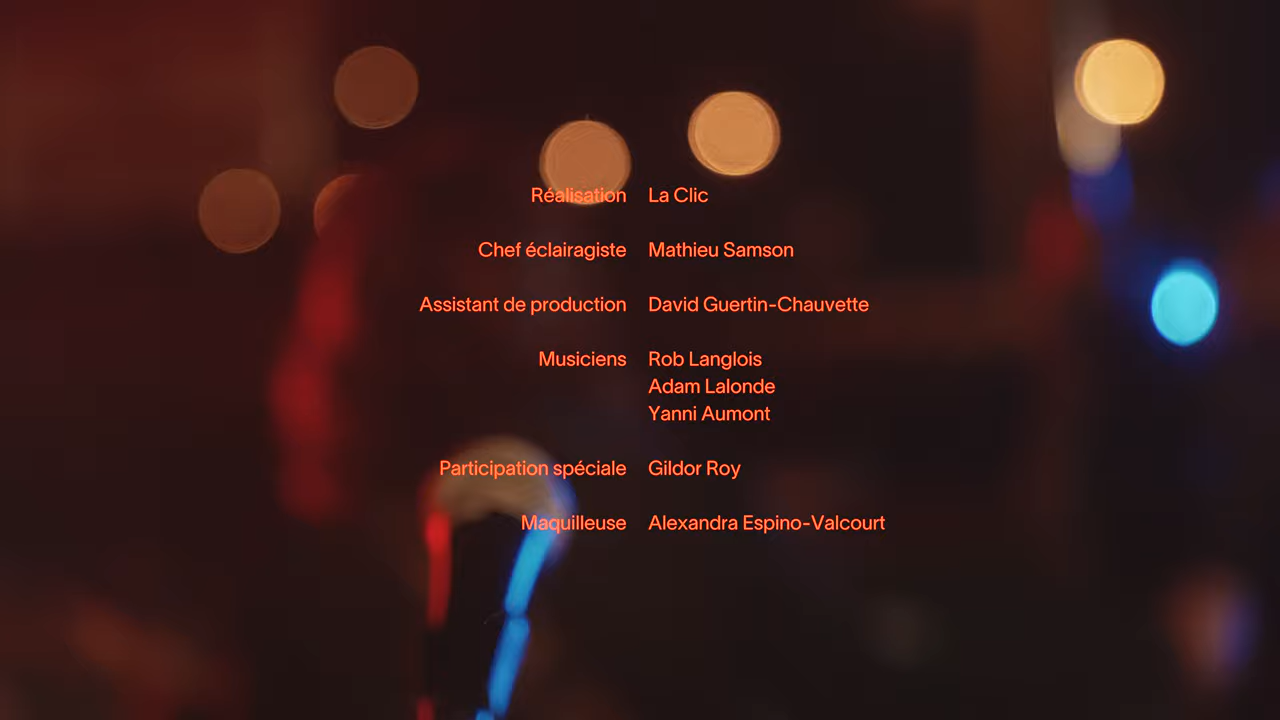 Réalisation La Clic
Chef éclairagiste Mathieu Samson
Assistant de production David Guertin-Chauvette
Musiciens Rob Langlois
Adam Lalonde
Yanni Aumont
Participation spéciale Gildor Roy
Maquilleuse Alexandra Espino-Valcourt